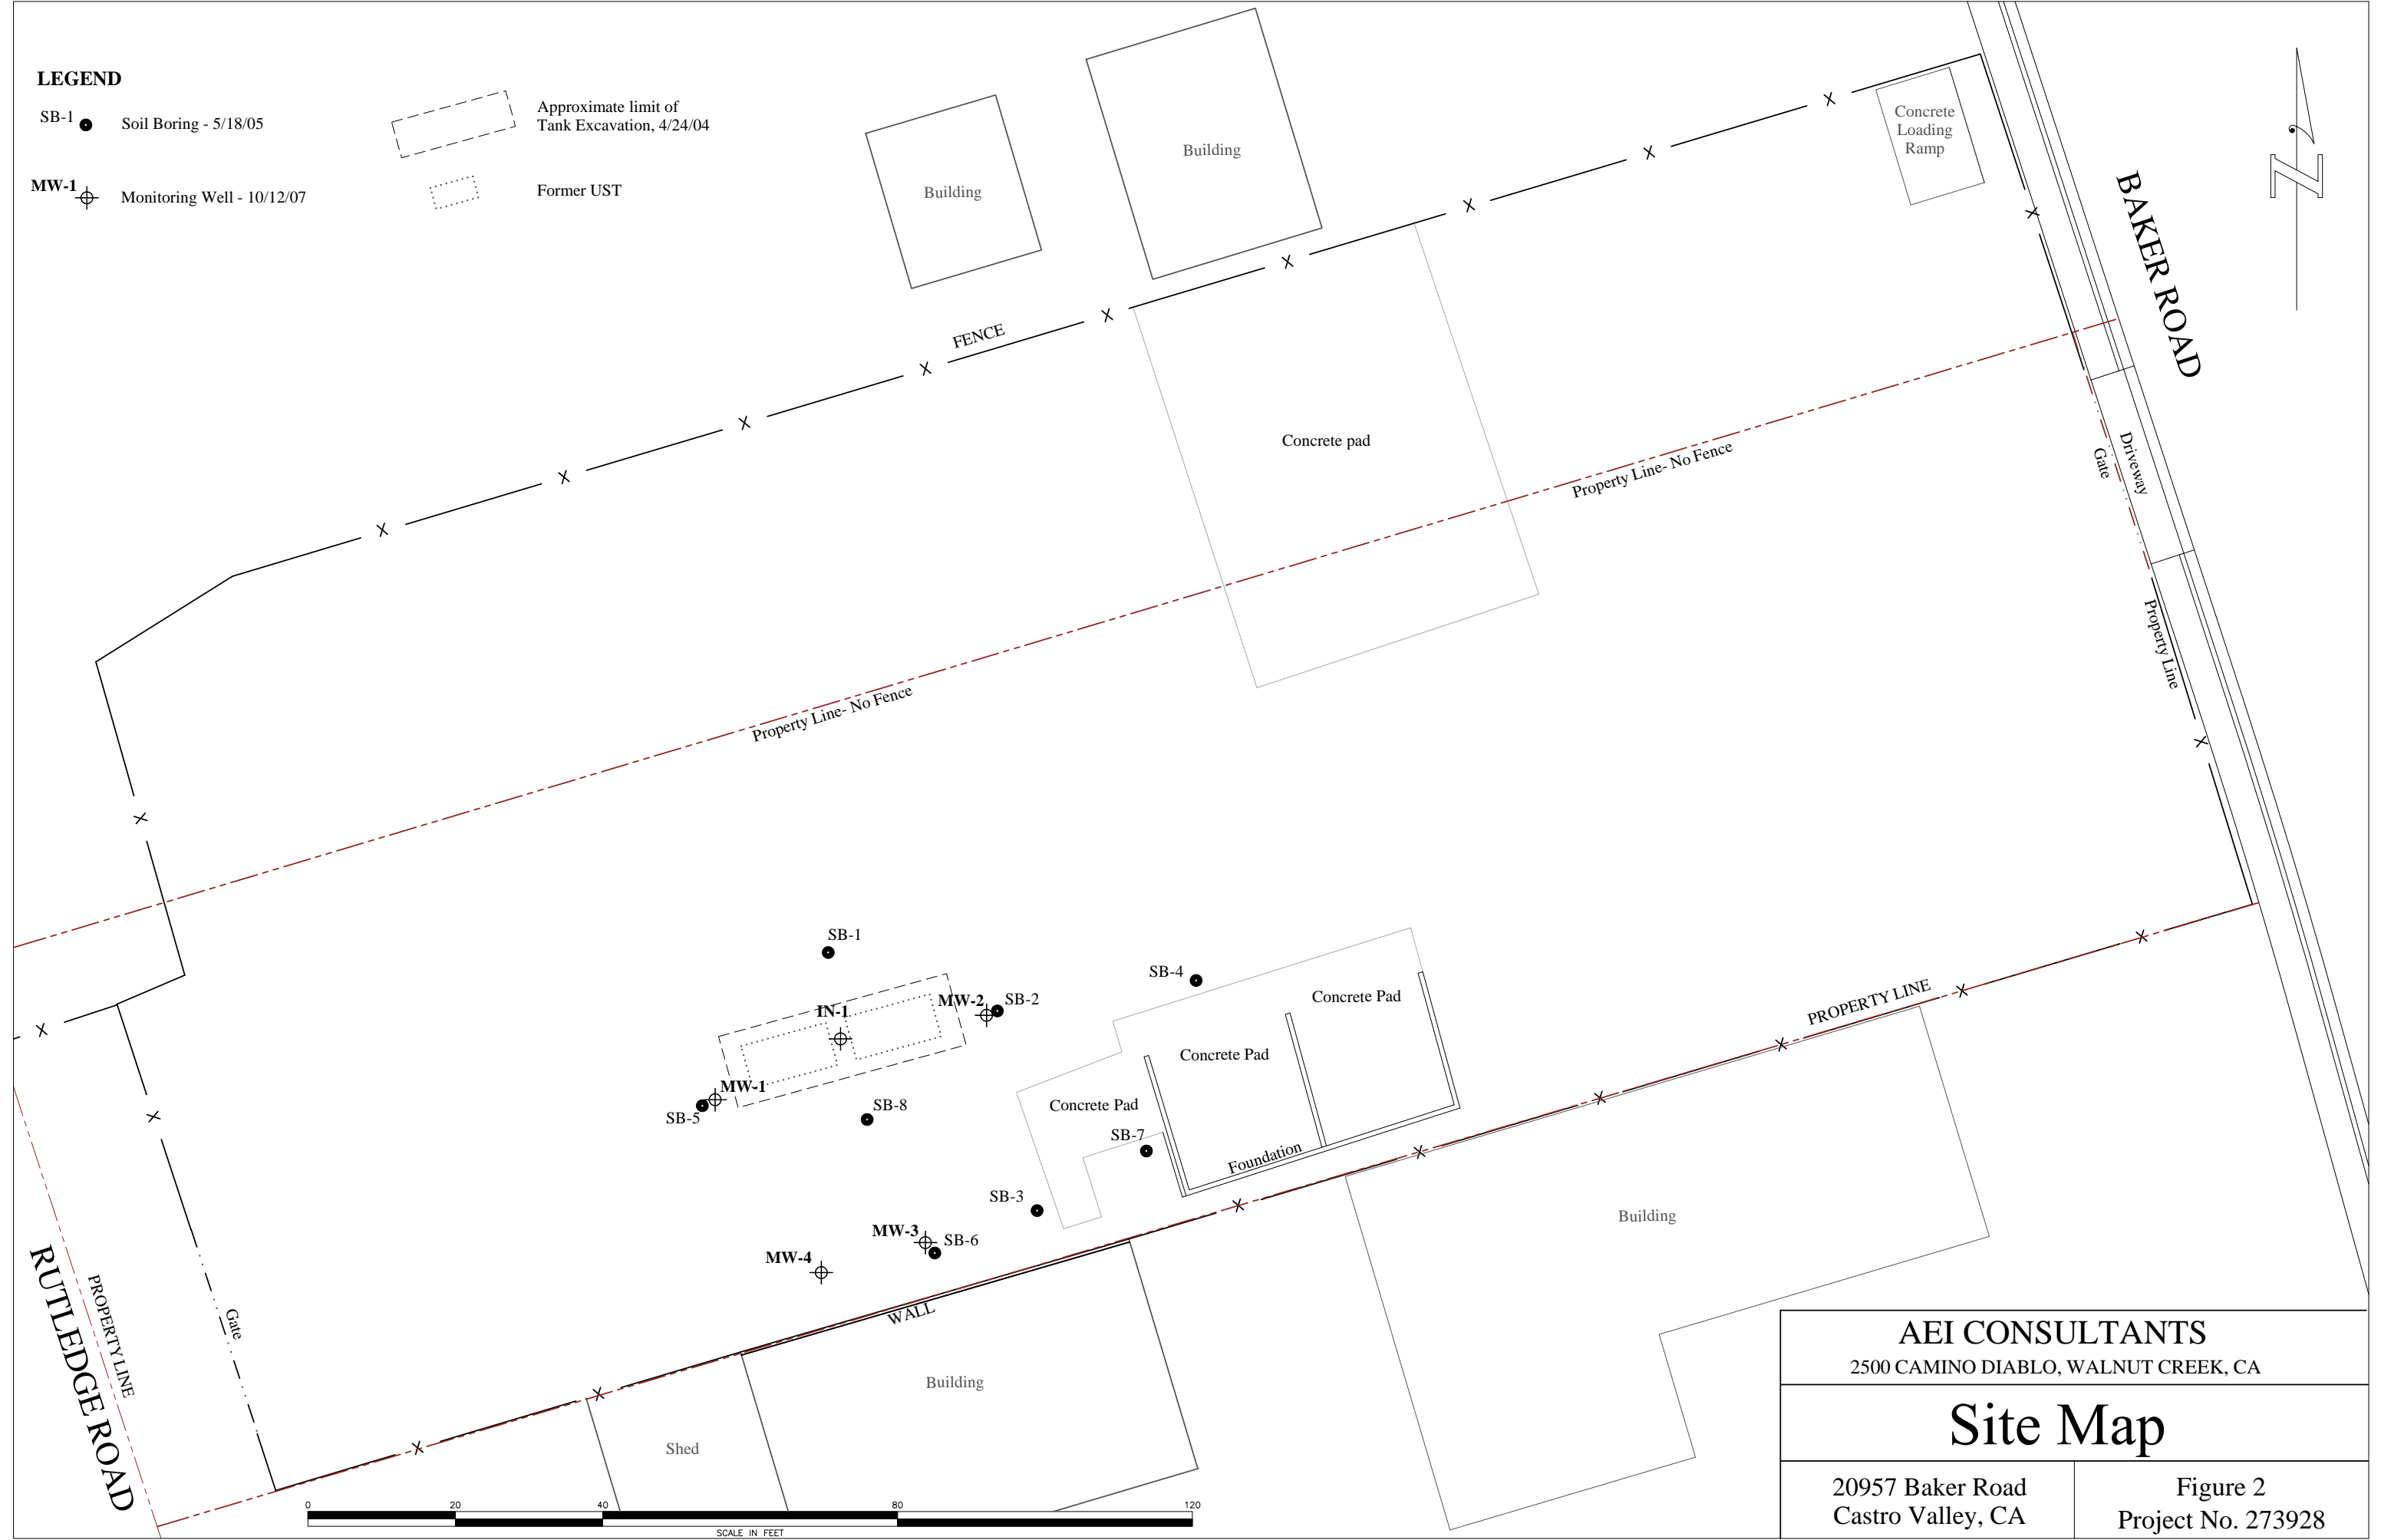 LEGEND
SB-1
Soil Boring - 5/18/05
MW-1
Monitoring Well - 10/12/07
Approximate limit of
Tank Excavation, 4/24/04
Former UST
Building
Building
Concrete
Loading
Ramp
N
BAKER ROAD
FENCE
Concrete pad
Property Line- No Fence
Driveway
Gate
Property Line
Property Line- No Fence
SB-1
SB-4
IN-1
MW-2
SB-2
Concrete Pad
PROPERTY LINE
Concrete Pad
MW-1
SB-5
SB-8
Concrete Pad
SB-7
Foundation
SB-3
MW-3
SB-6
MW-4
Building
WALL
Gate
PROPERTY LINE
RUTLEDGE ROAD
Building
Shed
0 20 40 80 120
SCALE IN FEET
AEI CONSULTANTS
2500 CAMINO DIABLO, WALNUT CREEK, CA
Site Map
20957 Baker Road
Castro Valley, CA
Figure 2
Project No. 273928